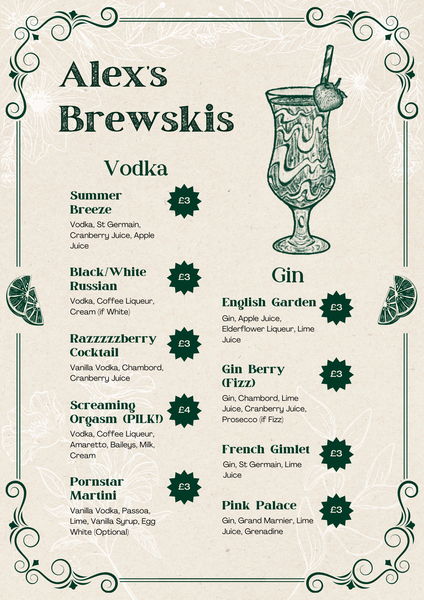 Alex's
Brewskis
Vodka
Summer
Breeze
£3
Vodka, St Germain,
Cranberry Juice, Apple
Juice
Black/White
Russian
£3
Vodka, Coffee Liqueur,
Cream (if White)
Razzzzzberry
Cocktail
£3
Vanilla Vodka, Chambord,
Cranberry Juice
Screaming
Orgasm (PILK!)
£4
Vodka, Coffee Liqueur,
Amaretto, Baileys, Milk,
Cream
Pornstar
Martini
£3
Vanilla Vodka, Passoa,
Lime, Vanilla Syrup, Egg
White (Optional)
Gin
English Garden
£3
Gin, Apple Juice,
Elderflower Liqueur, Lime
Juice
Gin Berry
(Fizz)
£3
Gin, Chambord, Lime
Juice, Cranberry Juice,
Prosecco (if Fizz)
French Gimlet
£3
Gin, St Germain, Lime
Juice
Pink Palace
£3
Gin, Grand Marnier, Lime
Juice, Grenadine